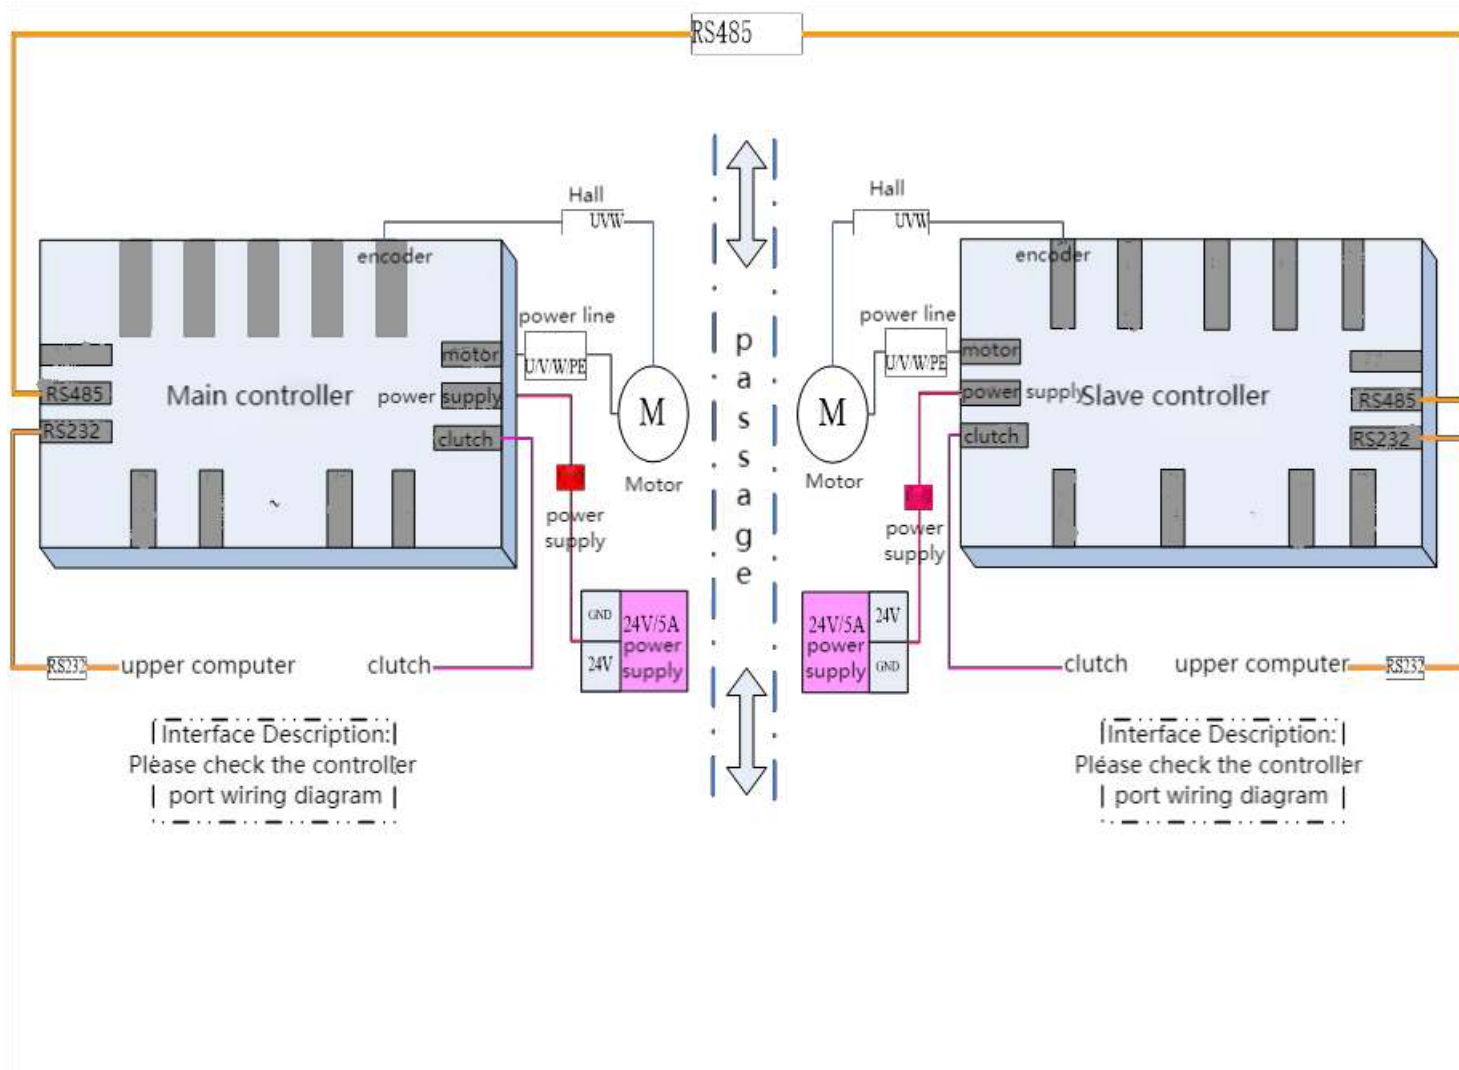 RS485
Hall
UVW
encoder
power line
U/V/W/PE
motor
RS485
Main controller
power supply
RS232
clutch
M
Motor
power
supply
GND
24V/5A
power
24V
supply
RS232
upper computer
clutch
Interface Description:
Please check the controller
port wiring diagram
passage
Hall
UVW
encoder
power line
U/V/W/PE
motor
power supply
Slave controller
RS485
clutch
RS232
M
Motor
power
supply
24V/5A
24V
power
supply
GND
clutch
upper computer
RS232
Interface Description:
Please check the controller
port wiring diagram